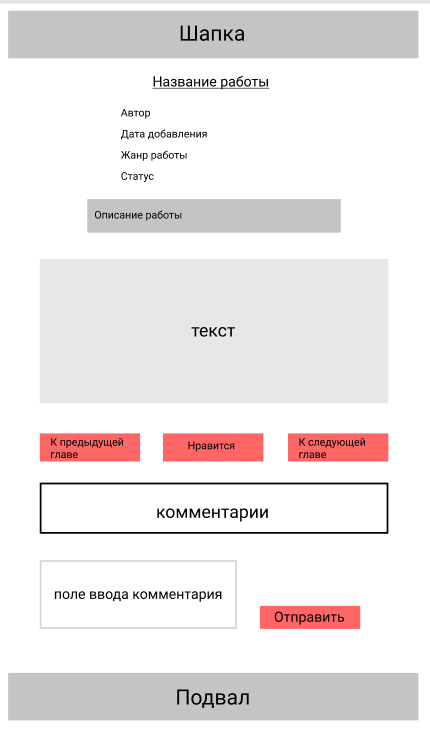 Шапка
Название работы
Автор
Дата добавления
Жанр работы
Статус
Описание работы
текст
К предыдущей
главе
Нравится
К следующей
главе
комментарии
поле ввода комментария
Отправить
Подвал